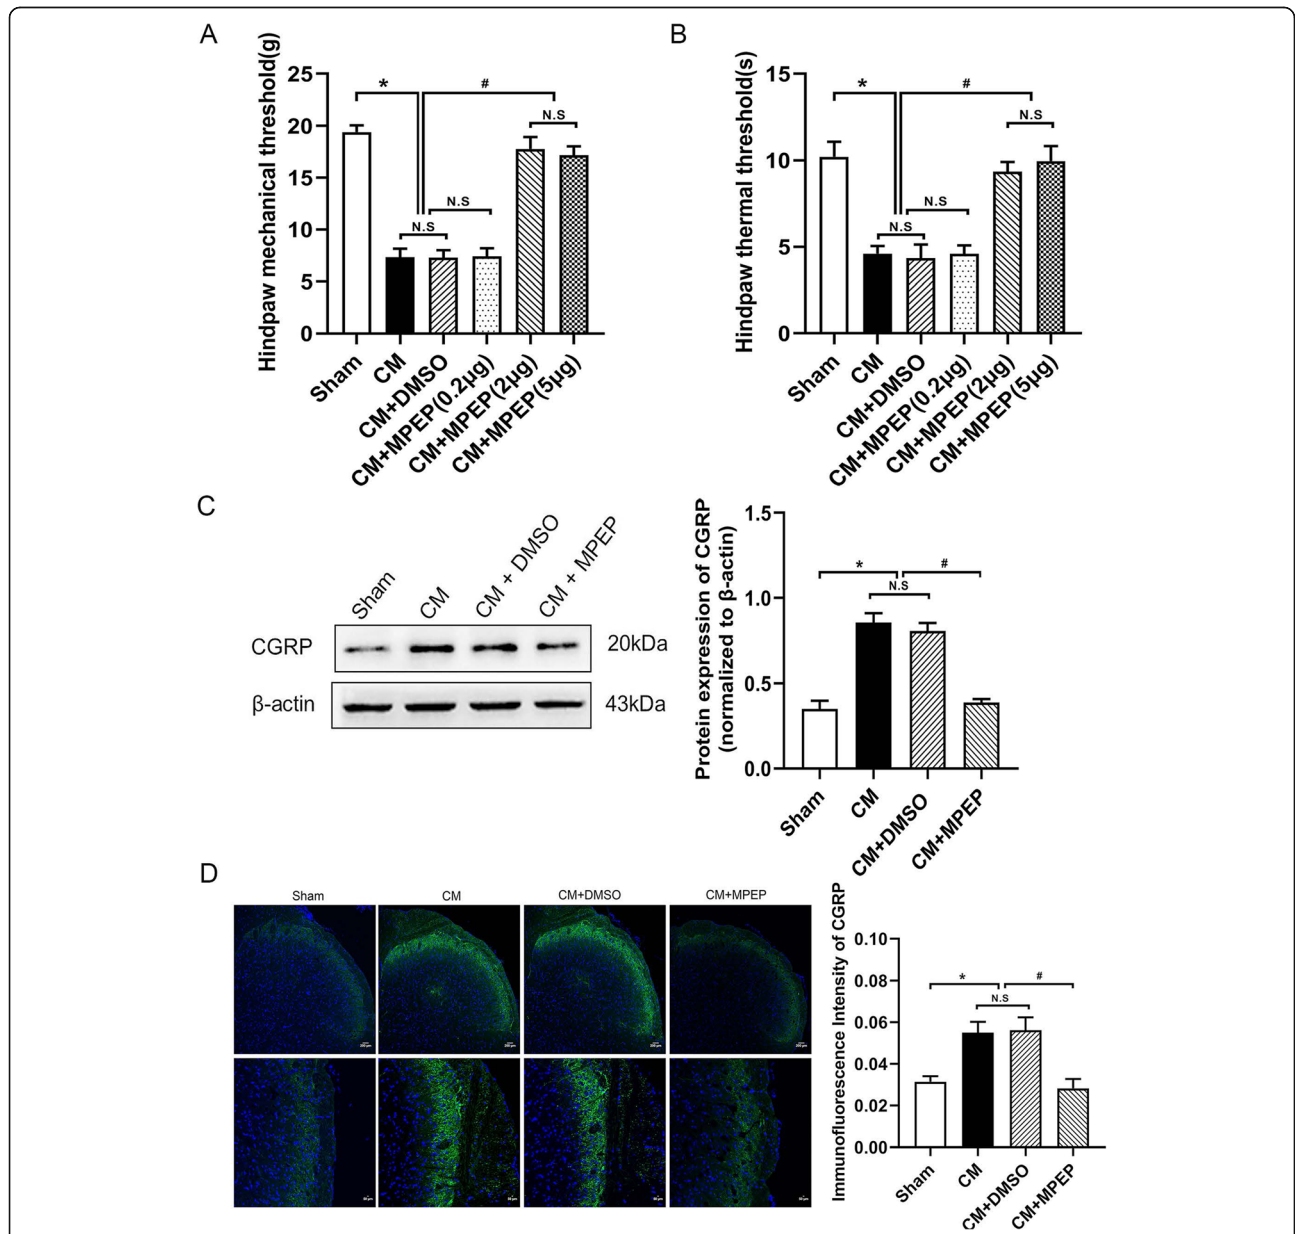 A
Hindpaw mechanical threshold(g)
25
20
15
10
5
0
*
#
N.S
N.S
N.S
Sham
CM
CM+DMSO
CM+MPEP(0.2μg)
CM+MPEP(2μg)
CM+MPEP(5μg)
B
Hindpaw thermal threshold(s)
15
10
5
0
*
#
N.S
N.S
N.S
Sham
CM
CM+DMSO
CM+MPEP(0.2μg)
CM+MPEP(2μg)
CM+MPEP(5μg)
C
Sham
CM
CM + DMSO
CM + MPEP
CGRP
20kDa
β-actin
43kDa
Protein expression of CGRP
(normalized to β-actin)
1.5
1.0
0.5
0.0
*
#
N.S
Sham
CM
CM+DMSO
CM+MPEP
D
Sham
CM
CM+DMSO
CM+MPEP
Immunofluorescence Intensity of CGRP
0.10
0.08
0.06
0.04
0.02
0.00
*
#
N.S
Sham
CM
CM+DMSO
CM+MPEP